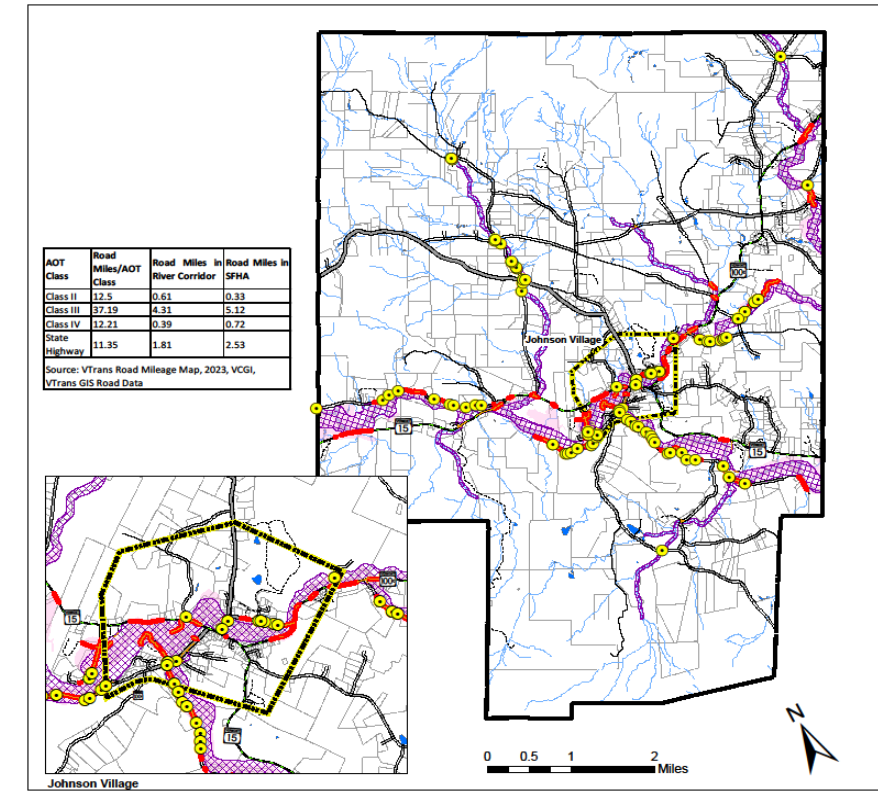 AOT Class | Road Miles/AOT Class | Road Miles in River Corridor | Road Miles in SFHA
Class II | 12.5 | 0.61 | 0.33
Class III | 37.19 | 4.31 | 5.12
Class IV | 12.21 | 0.39 | 0.72
State Highway | 11.35 | 1.81 | 2.53
Source: VTrans Road Mileage Map, 2023, VCGI,
VTrans GIS Road Data
100c
Johnson Village
15
15
100c
15
15
N
0 0.5 1 2
Miles
Johnson Village